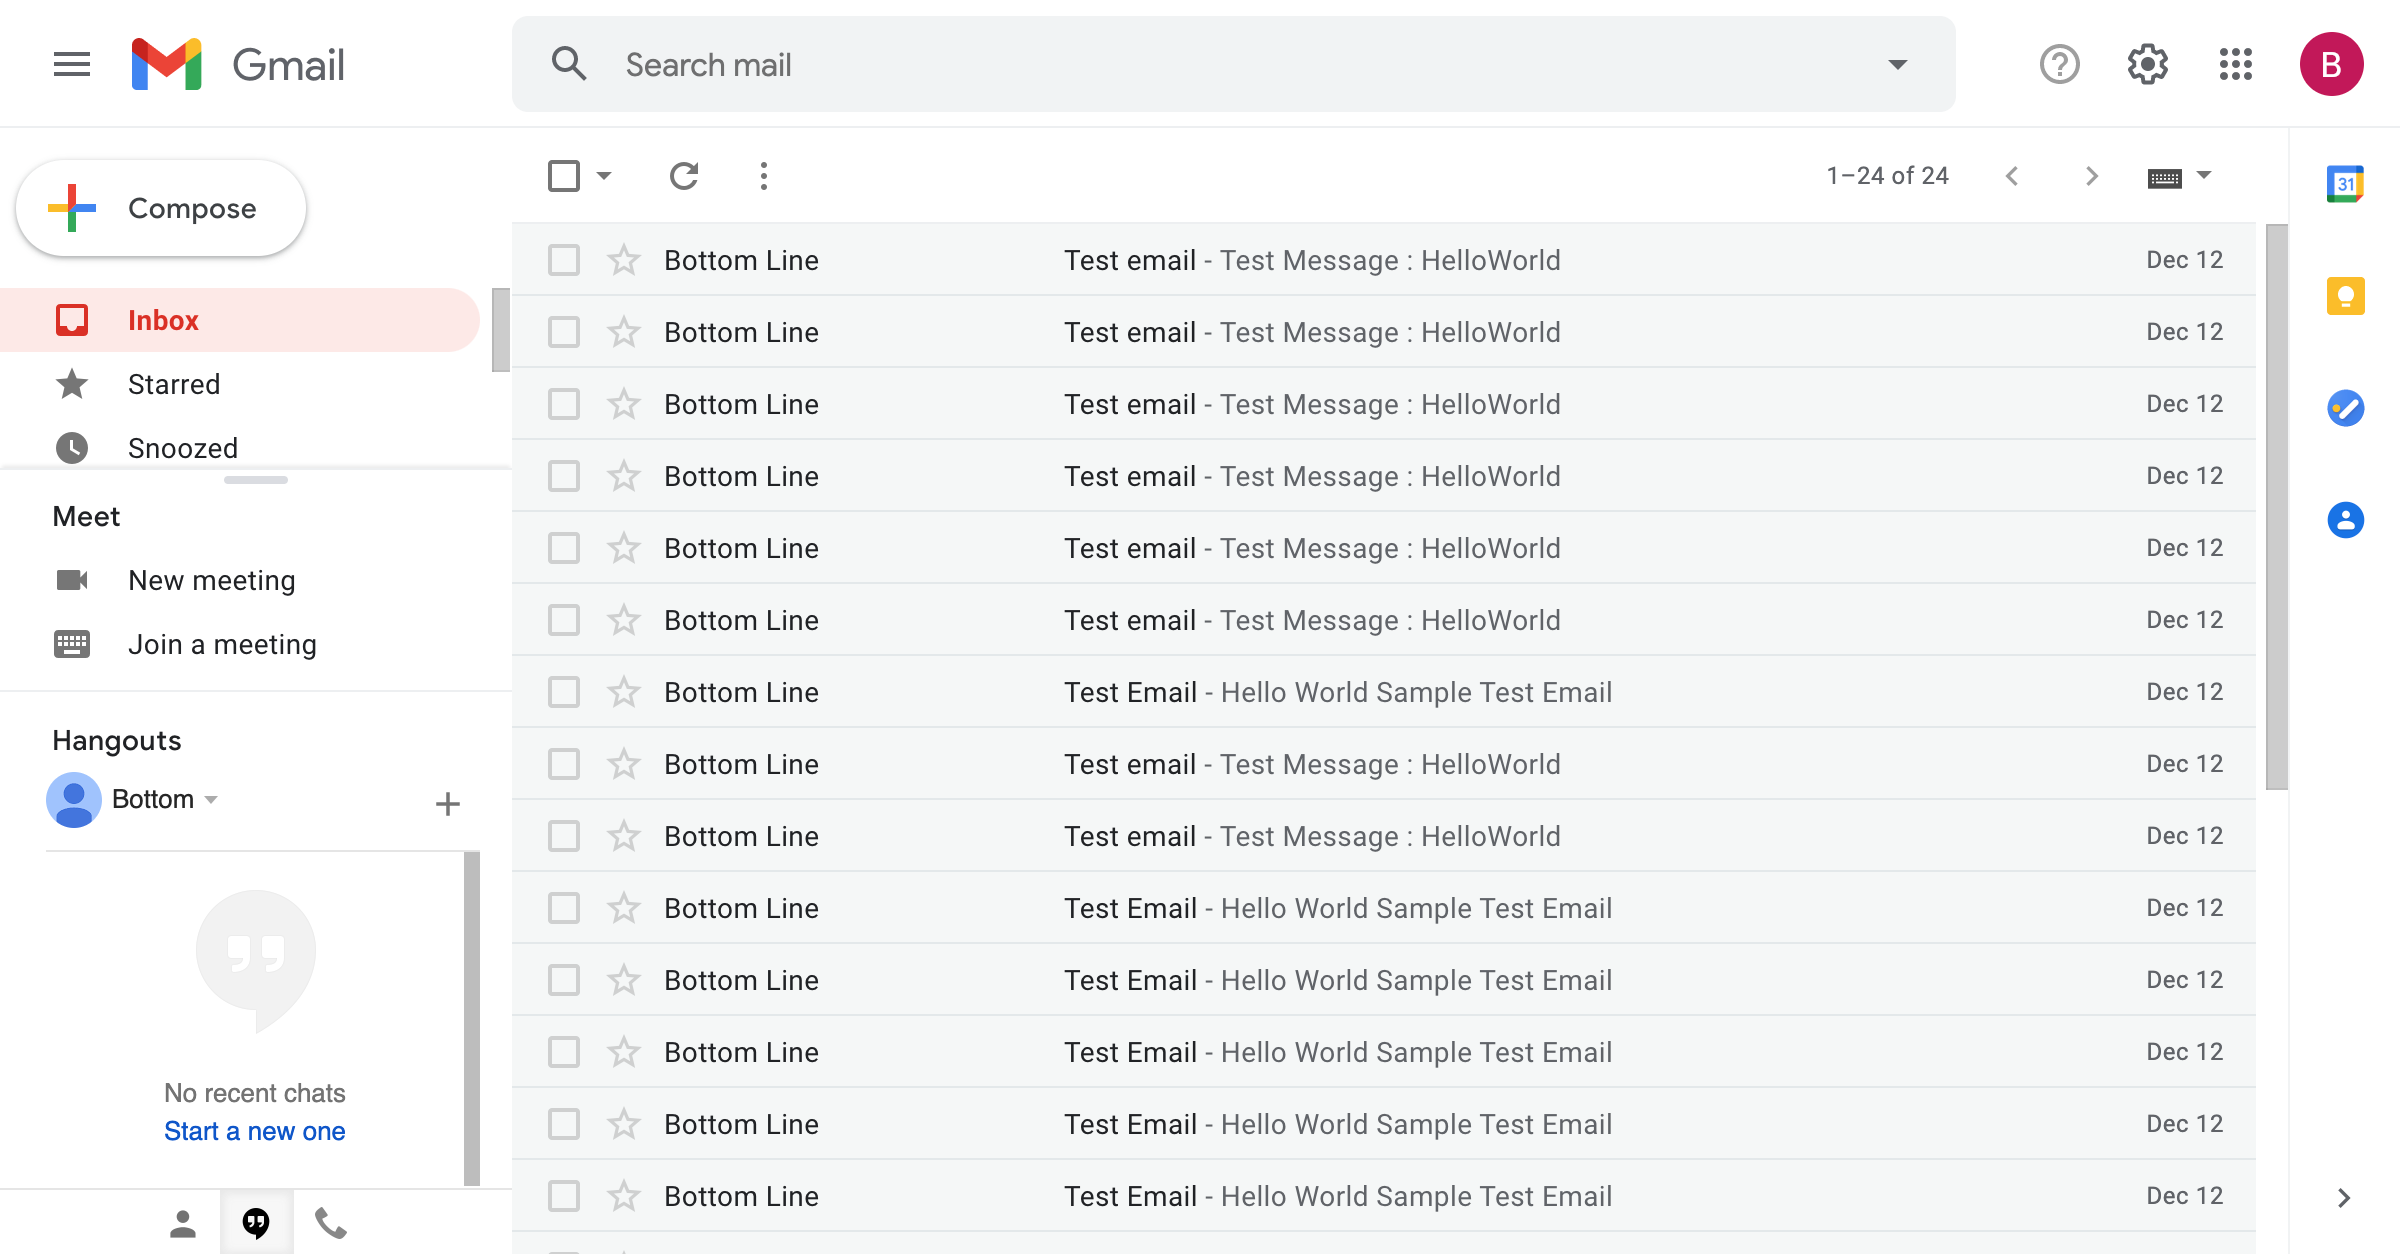 Gmail
Search mail
B
Compose
1–24 of 24
31
Inbox
Starred
Snoozed
Meet
New meeting
Join a meeting
Hangouts
Bottom
No recent chats
Start a new one
Bottom Line Test email - Test Message : HelloWorld Dec 12
Bottom Line Test email - Test Message : HelloWorld Dec 12
Bottom Line Test email - Test Message : HelloWorld Dec 12
Bottom Line Test email - Test Message : HelloWorld Dec 12
Bottom Line Test email - Test Message : HelloWorld Dec 12
Bottom Line Test email - Test Message : HelloWorld Dec 12
Bottom Line Test Email - Hello World Sample Test Email Dec 12
Bottom Line Test email - Test Message : HelloWorld Dec 12
Bottom Line Test email - Test Message : HelloWorld Dec 12
Bottom Line Test Email - Hello World Sample Test Email Dec 12
Bottom Line Test Email - Hello World Sample Test Email Dec 12
Bottom Line Test Email - Hello World Sample Test Email Dec 12
Bottom Line Test Email - Hello World Sample Test Email Dec 12
Bottom Line Test Email - Hello World Sample Test Email Dec 12